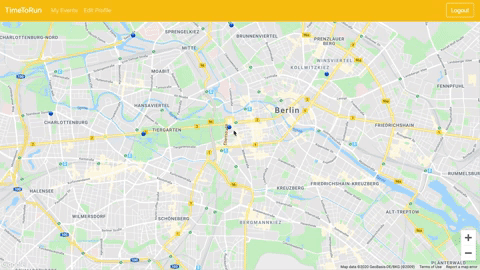 TimeToRun My Events Edit Profile Logout
CHARLOTTENBURG-NORD
SPRENGELKIEZ
BRUNNENVIERTEL
PRENZLAUER
BERG
MITTE
WINSVIERTEL
KOLLWITZKIEZ
MOABIT
FENNPFUHL
HANSAVIERTEL
Berlin
CHARLOTTENBURG
TIERGARTEN
FRIEDRICHSHAIN
RUMMELSBURG
HALENSEE
KREUZBERG
FRIEDRICHSHAIN-KREUZBERG
WILMERSDORF
SCHÖNEBERG
ALT-TREPTOW
BERGMANNKIEZ
PLÄNTERWALD
Map data ©2020 GeoBasis-DE/BKG (©2009) Terms of Use Report a map error